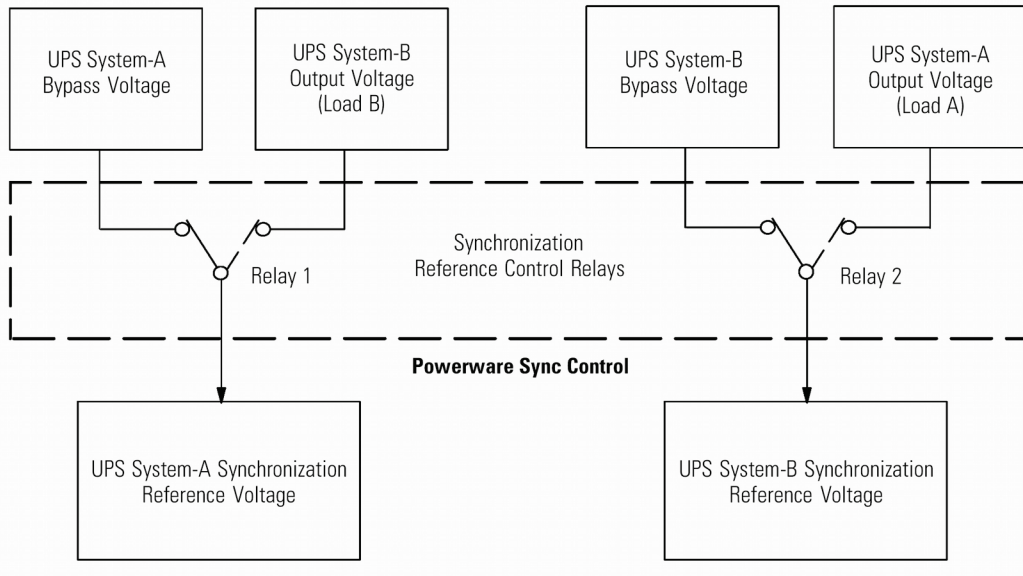 UPS System-A
Bypass Voltage
UPS System-B
Output Voltage
(Load B)
UPS System-B
Bypass Voltage
UPS System-A
Output Voltage
(Load A)
Synchronization
Reference Control Relays
Relay 1
Relay 2
Powerware Sync Control
UPS System-A Synchronization
Reference Voltage
UPS System-B Synchronization
Reference Voltage